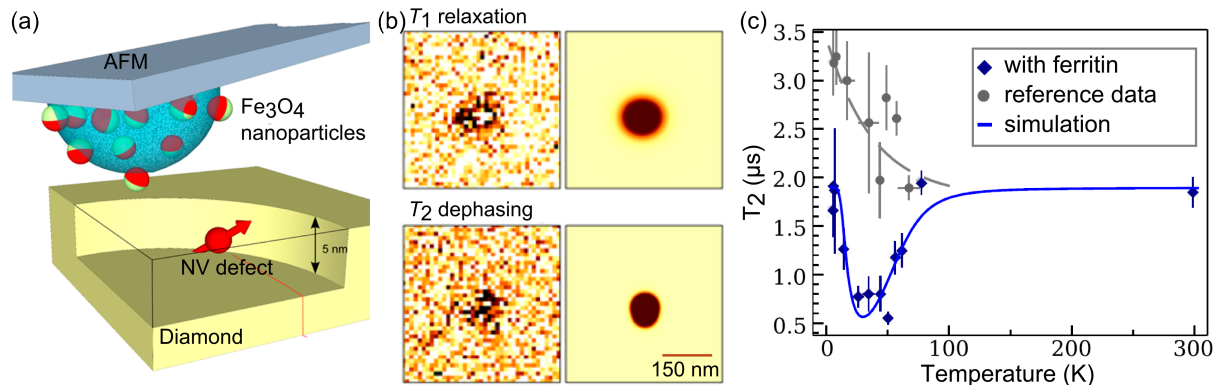 (a)
AFM
Fe3O4
nanoparticles
5 nm
NV defect
Diamond
(b)
T1 relaxation
T2 dephasing
150 nm
(c)
with ferritin
reference data
simulation
T2 (µs)
3.5
3.0
2.5
2.0
1.5
1.0
0.5
0 100 200 300
Temperature (K)